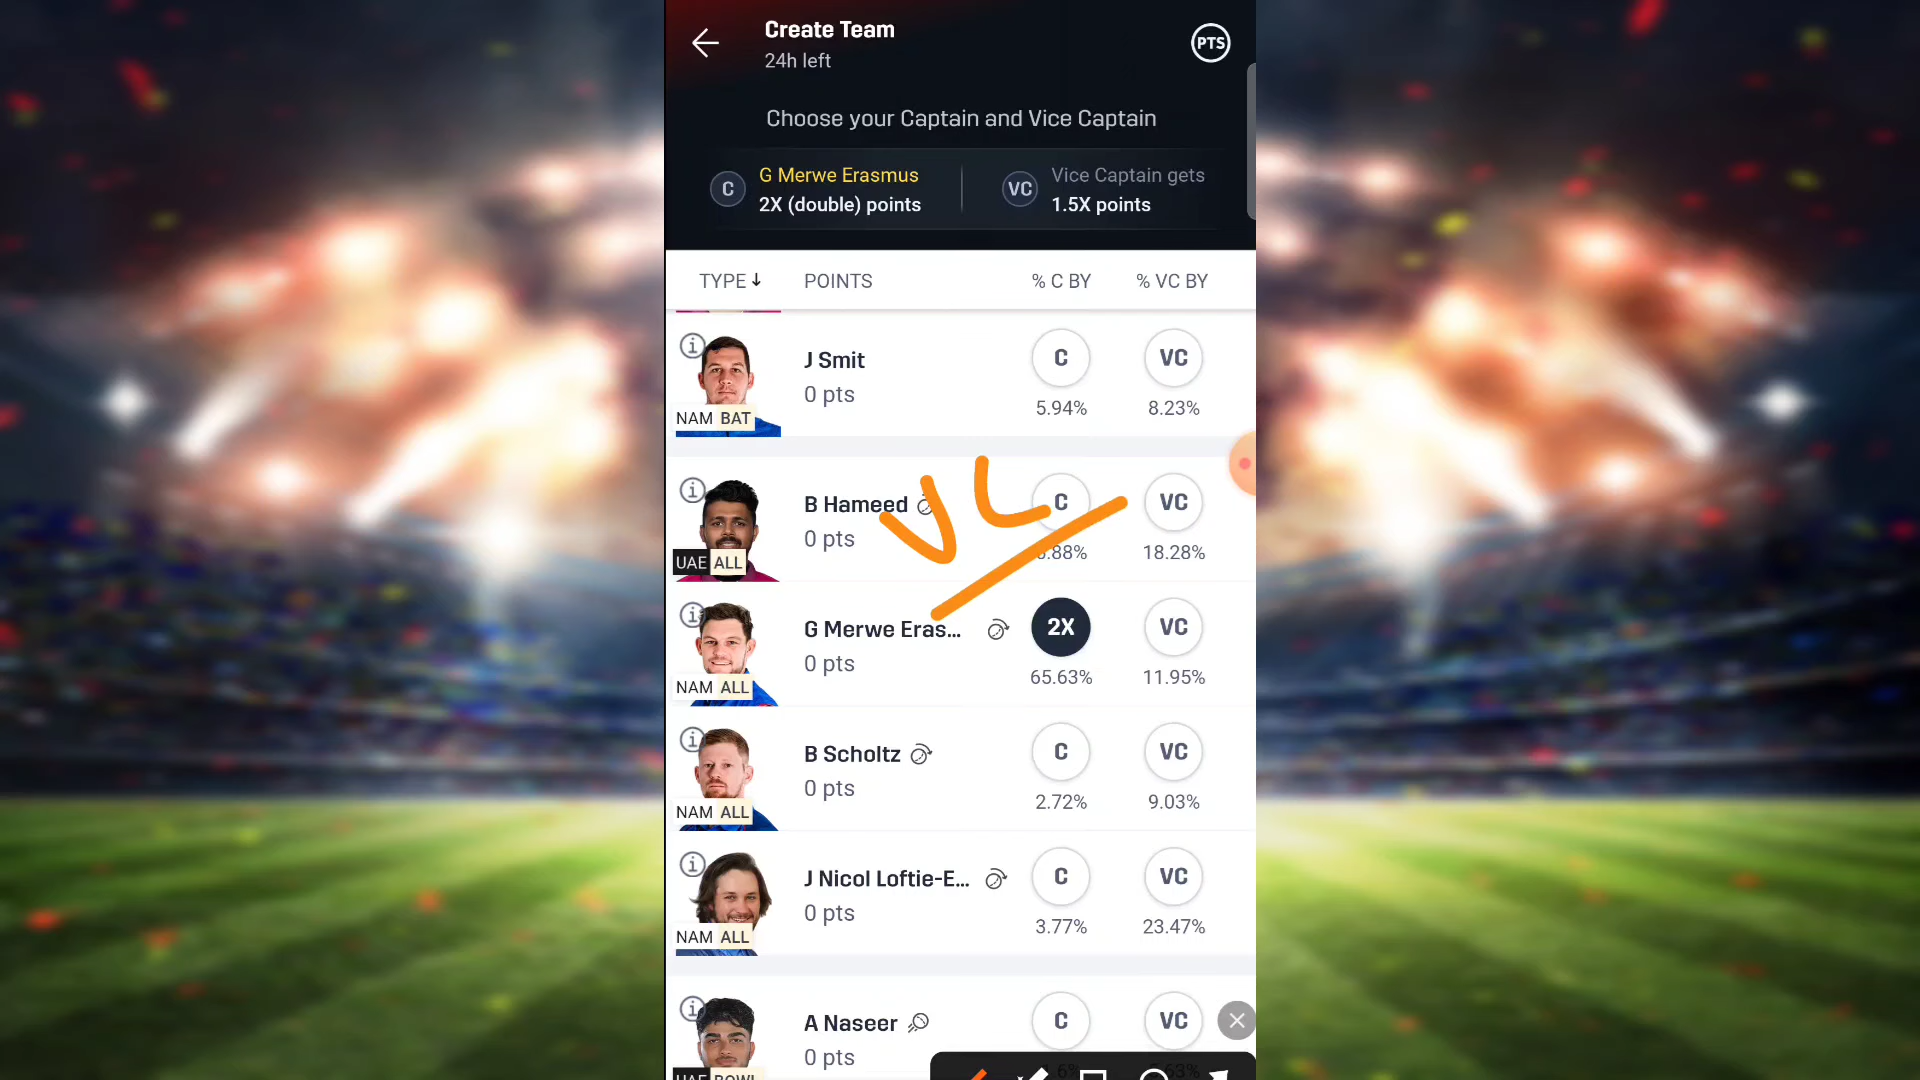 Create Team
24h left
PTS
Choose your Captain and Vice Captain
C G Merwe Erasmus VC Vice Captain gets
2X (double) points 1.5X points
TYPE↓ POINTS % C BY % VC BY
J Smit C VC
0 pts
5.94% 8.23%
NAM BAT
B Hameed C VC
0 pts
.88% 18.28%
UAE ALL
VC
G Merwe Eras... 2X VC
0 pts
65.63% 11.95%
NAM ALL
B Scholtz C VC
0 pts
2.72% 9.03%
NAM ALL
J Nicol Loftie-E... C VC
0 pts
3.77% 23.47%
NAM ALL
A Naseer C VC
0 pts
UAE BOWL